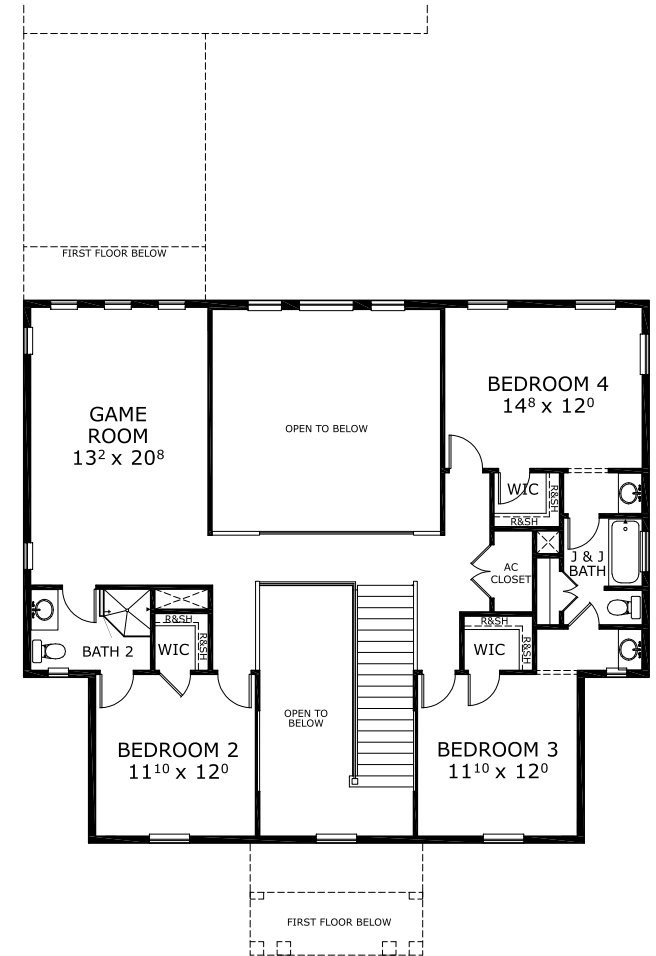 FIRST FLOOR BELOW
GAME
ROOM
13² x 20⁸
OPEN TO BELOW
BEDROOM 4
14⁸ x 12⁰
WIC
R&SH
R&SH
J & J
BATH
AC
CLOSET
R&SH
WIC
R&SH
BATH 2
R&SH
WIC
R&SH
OPEN TO
BELOW
BEDROOM 2
11¹⁰ x 12⁰
BEDROOM 3
11¹⁰ x 12⁰
FIRST FLOOR BELOW